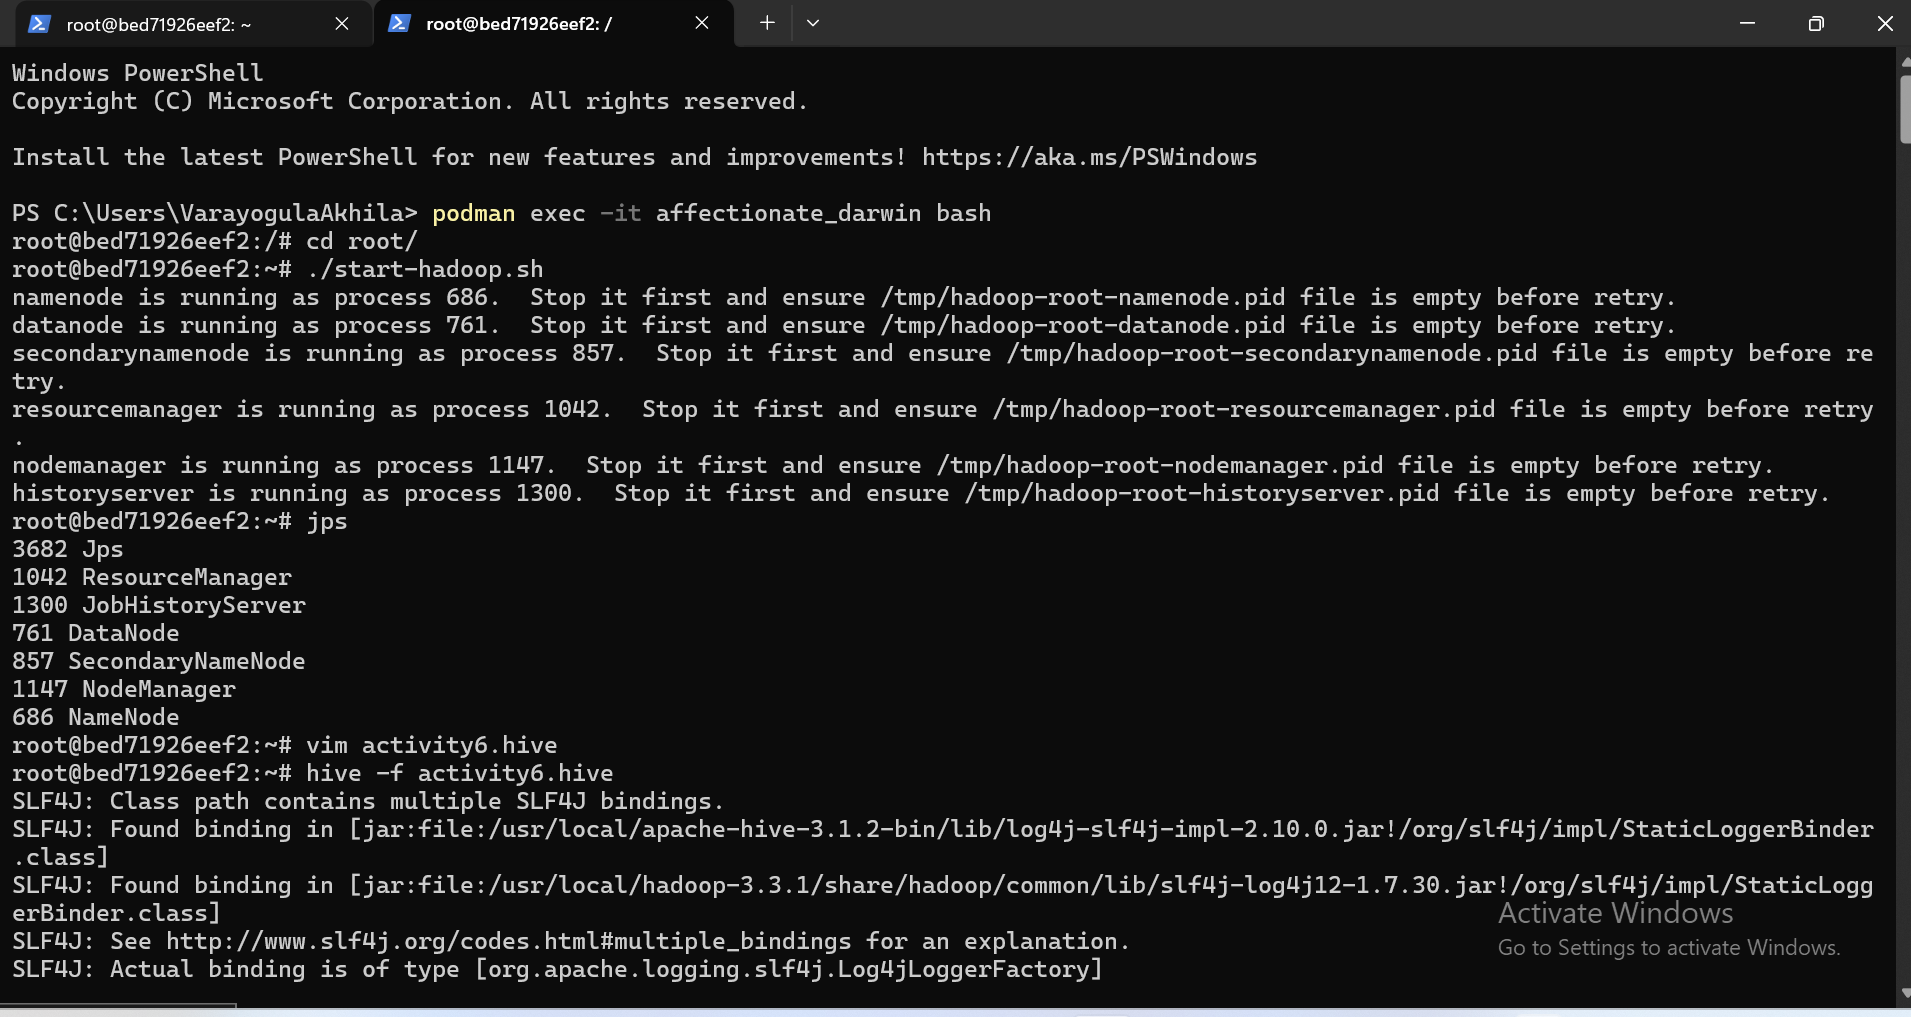 root@bed71926eef2: ~
root@bed71926eef2: /
Windows PowerShell
Copyright (C) Microsoft Corporation. All rights reserved.
Install the latest PowerShell for new features and improvements! https://aka.ms/PSWindows
PS C:\Users\VarayogulaAkhila> podman exec -it affectionate_darwin bash
root@bed71926eef2:/# cd root/
root@bed71926eef2:~# ./start-hadoop.sh
namenode is running as process 686.  Stop it first and ensure /tmp/hadoop-root-namenode.pid file is empty before retry.
datanode is running as process 761.  Stop it first and ensure /tmp/hadoop-root-datanode.pid file is empty before retry.
secondarynamenode is running as process 857.  Stop it first and ensure /tmp/hadoop-root-secondarynamenode.pid file is empty before re
try.
resourcemanager is running as process 1042.  Stop it first and ensure /tmp/hadoop-root-resourcemanager.pid file is empty before retry
.
nodemanager is running as process 1147.  Stop it first and ensure /tmp/hadoop-root-nodemanager.pid file is empty before retry.
historyserver is running as process 1300.  Stop it first and ensure /tmp/hadoop-root-historyserver.pid file is empty before retry.
root@bed71926eef2:~# jps
3682 Jps
1042 ResourceManager
1300 JobHistoryServer
761 DataNode
857 SecondaryNameNode
1147 NodeManager
686 NameNode
root@bed71926eef2:~# vim activity6.hive
root@bed71926eef2:~# hive -f activity6.hive
SLF4J: Class path contains multiple SLF4J bindings.
SLF4J: Found binding in [jar:file:/usr/local/apache-hive-3.1.2-bin/lib/log4j-slf4j-impl-2.10.0.jar!/org/slf4j/impl/StaticLoggerBinder
.class]
SLF4J: Found binding in [jar:file:/usr/local/hadoop-3.3.1/share/hadoop/common/lib/slf4j-log4j12-1.7.30.jar!/org/slf4j/impl/StaticLogg
erBinder.class]
SLF4J: See http://www.slf4j.org/codes.html#multiple_bindings for an explanation.
SLF4J: Actual binding is of type [org.apache.logging.slf4j.Log4jLoggerFactory]
Activate Windows
Go to Settings to activate Windows.